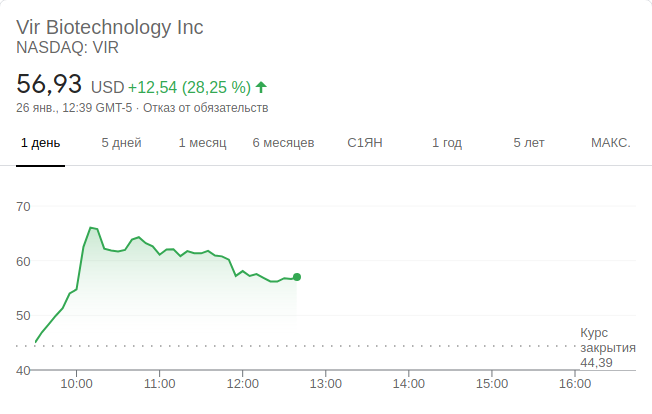 Vir Biotechnology Inc
NASDAQ: VIR
56,93 USD +12,54 (28,25 %)
26 янв., 12:39 GMT-5 · Отказ от обязательств
1 день 5 дней 1 месяц 6 месяцев С1ЯН 1 год 5 лет МАКС.
70
60
50
40
Курс
закрытия
44,39
10:00 11:00 12:00 13:00 14:00 15:00 16:00